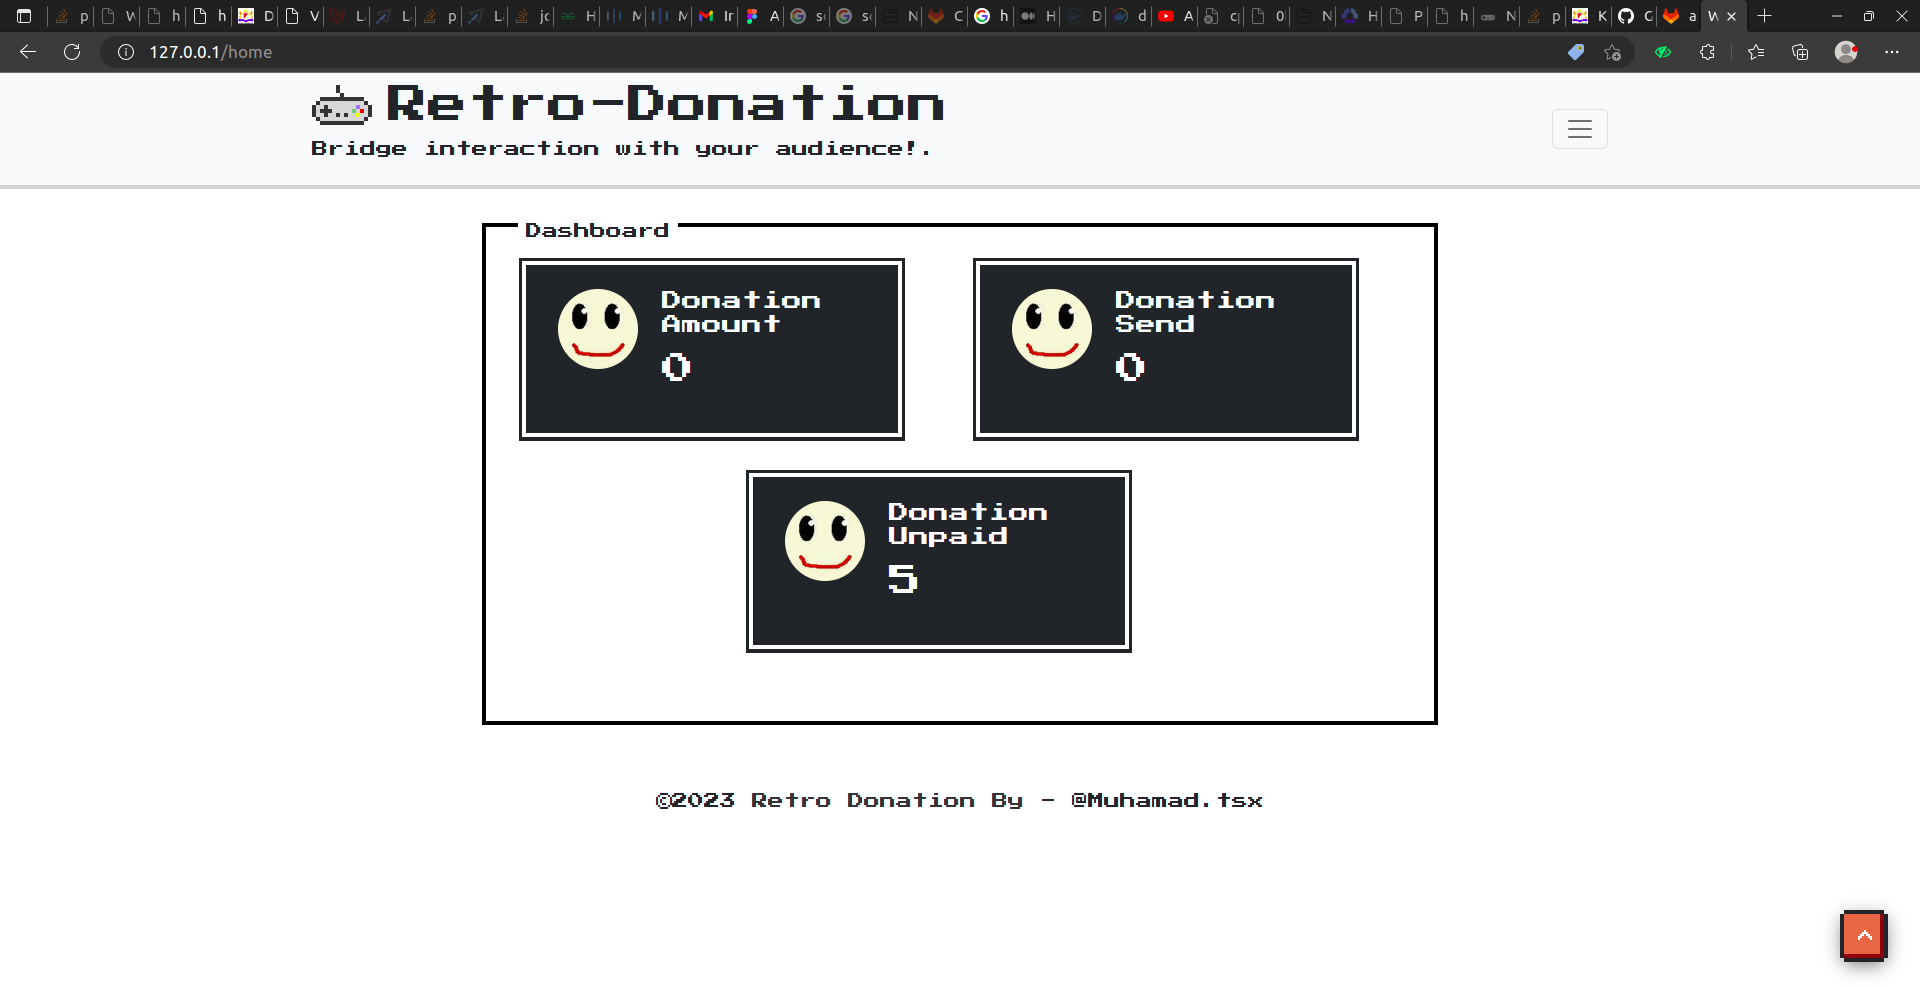 127.0.0.1/home
Retro-Donation
Bridge interaction with your audience!.
Dashboard
Donation
Amount
0
Donation
Send
0
Donation
Unpaid
5
©2023 Retro Donation By - @Muhamad.tsx